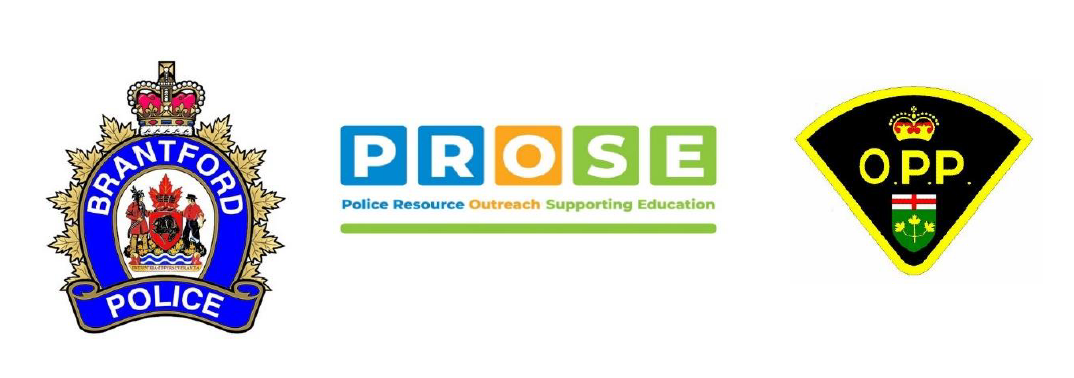 BRANTFORD
POLICE
PROSE
Police Resource Outreach Supporting Education
O.P.P.